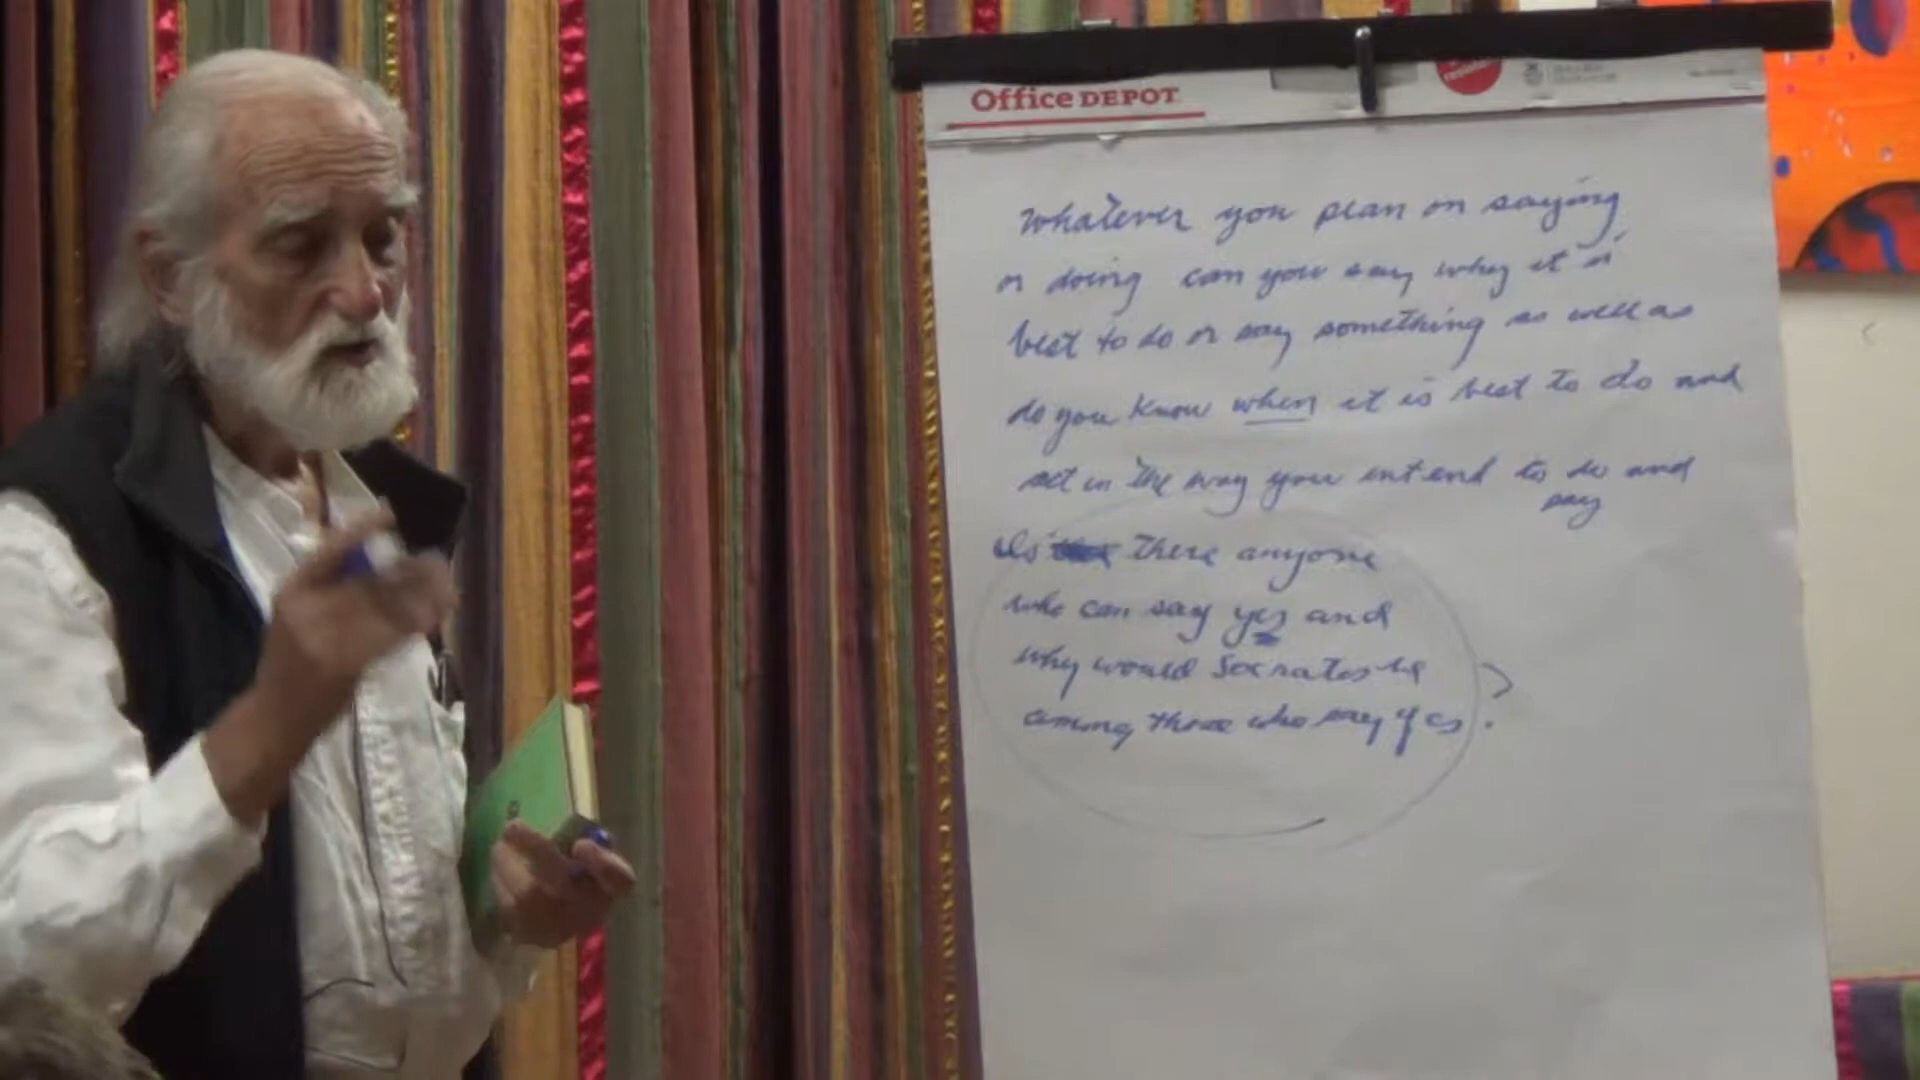 Office DEPOT
Whatever you plan on saying
or doing can you say why it is
best to do or say something as well as
do you know when it is best to do and
act in the way you intend to do and
say
Is there anyone
who can say yes and
why would Socrates be
among those who say yes?